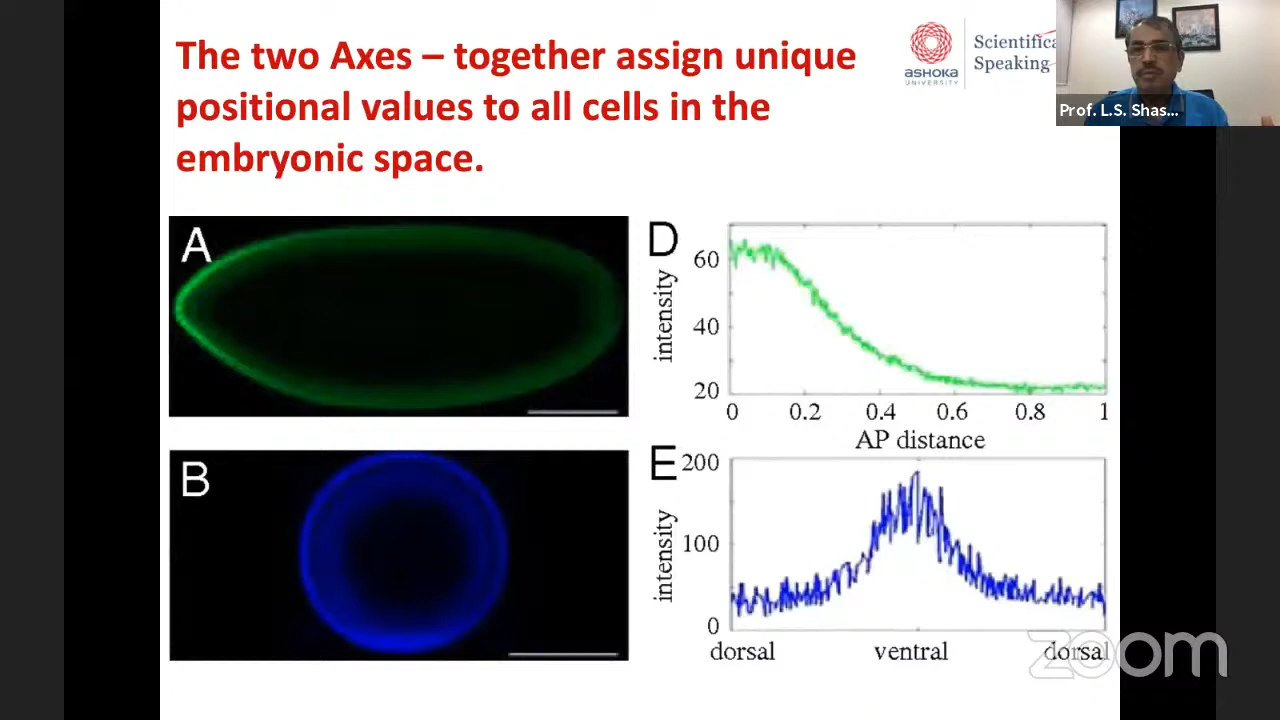 The two Axes – together assign unique
positional values to all cells in the
embryonic space.
ASHOKA
UNIVERSITY
Scientifica
Speaking
Prof. L.S. Shas...
A
B
D
intensity
60
40
20
0 0.2 0.4 0.6 0.8 1
AP distance
E
intensity
200
100
0
dorsal ventral dorsal
zoom